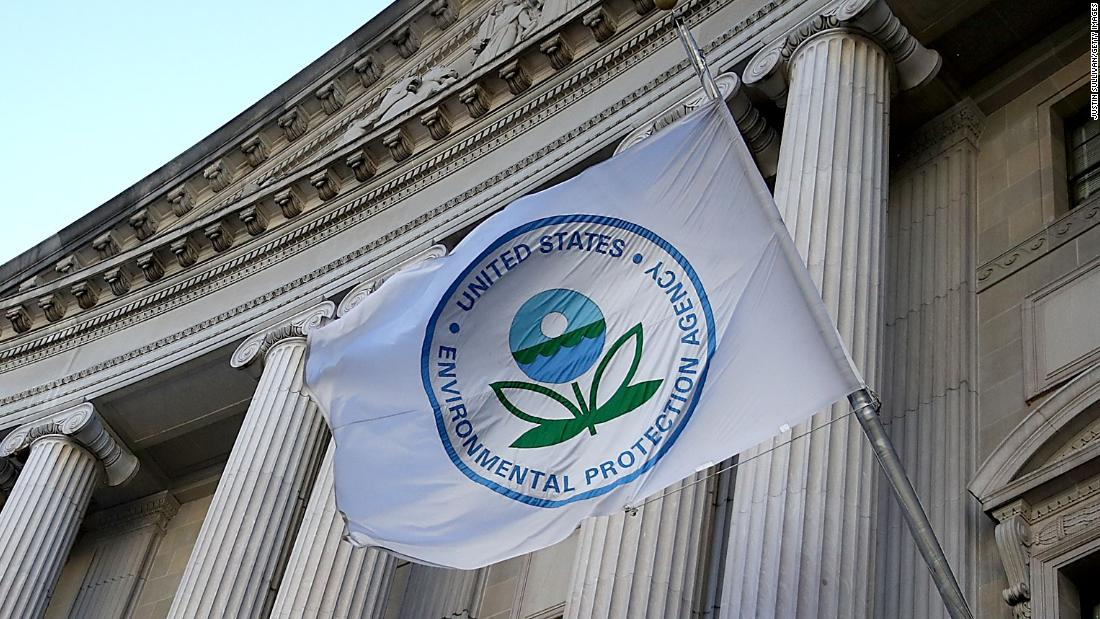 UNITED STATES •
ENVIRONMENTAL PROTECTION AGENCY •
JUSTIN SULLIVAN/GETTY IMAGES